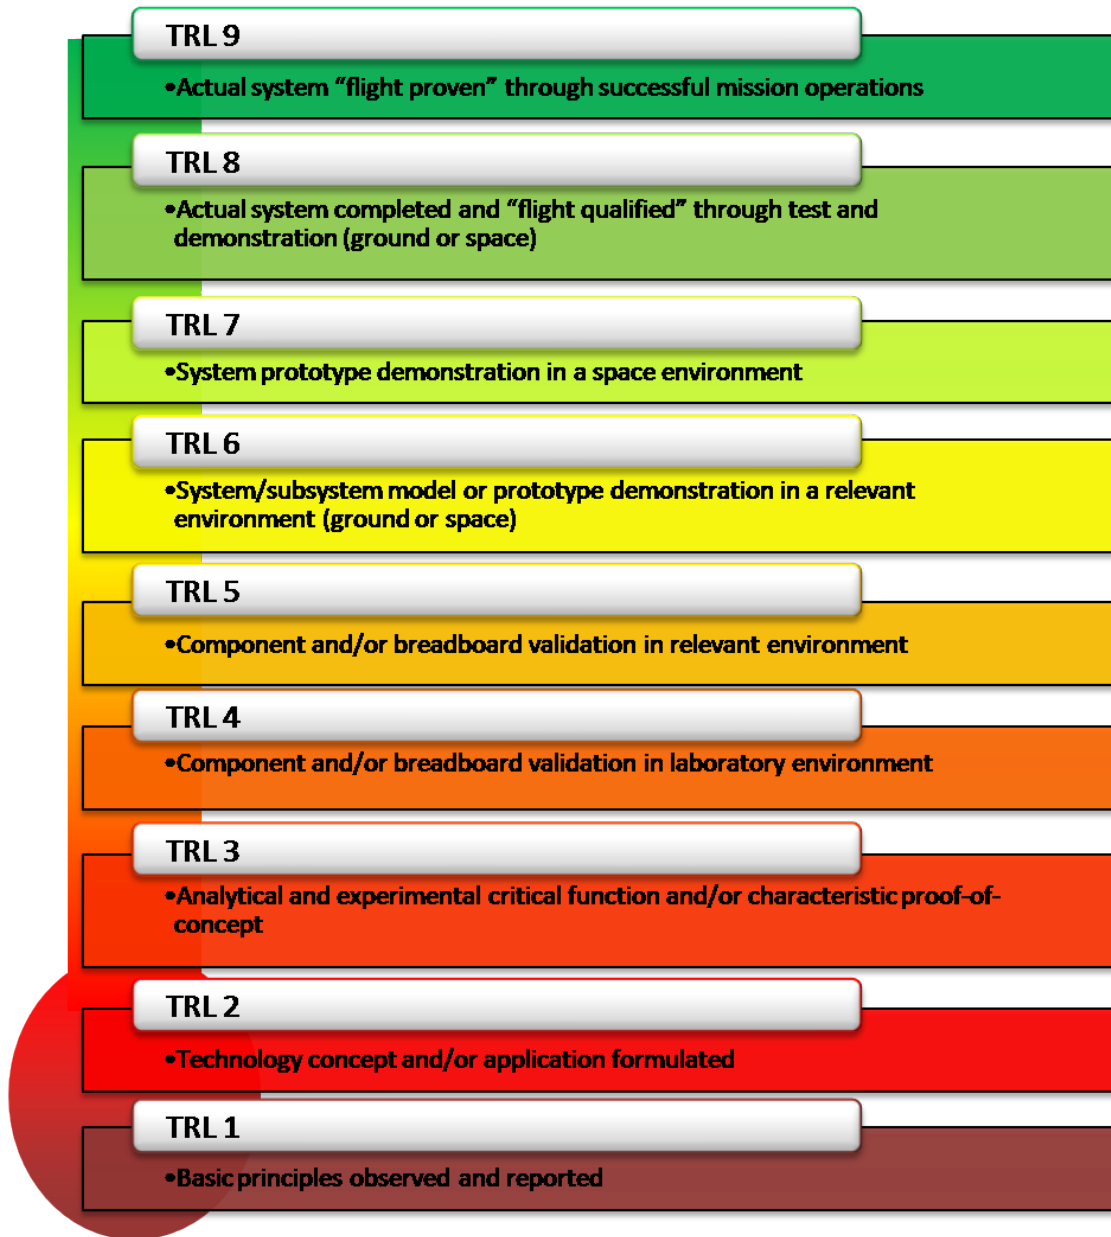 TRL 9
•Actual system “flight proven” through successful mission operations
TRL 8
•Actual system completed and “flight qualified” through test and
demonstration (ground or space)
TRL 7
•System prototype demonstration in a space environment
TRL 6
•System/subsystem model or prototype demonstration in a relevant
environment (ground or space)
TRL 5
•Component and/or breadboard validation in relevant environment
TRL 4
•Component and/or breadboard validation in laboratory environment
TRL 3
•Analytical and experimental critical function and/or characteristic proof-of-
concept
TRL 2
•Technology concept and/or application formulated
TRL 1
•Basic principles observed and reported